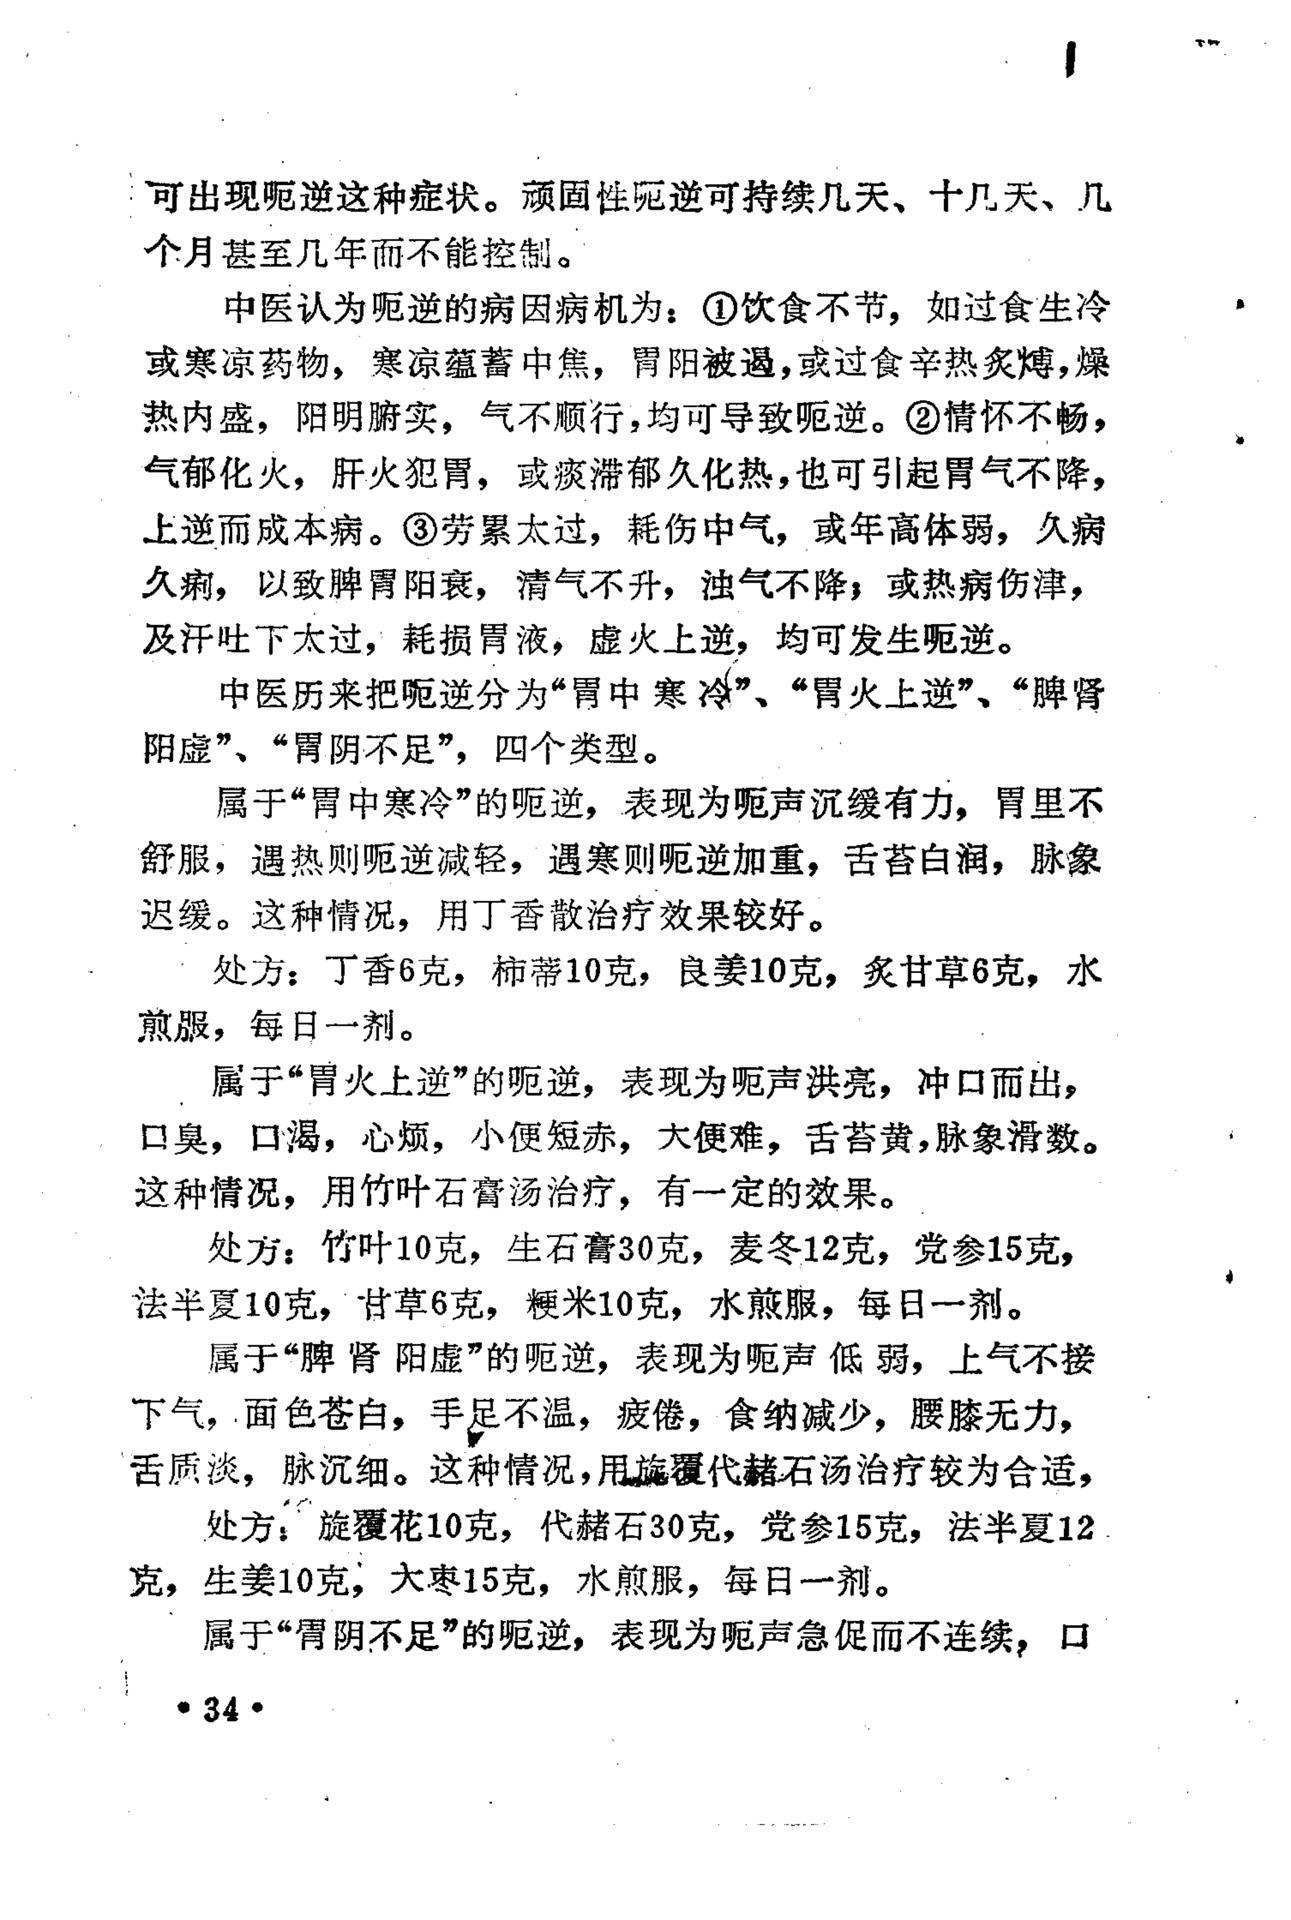 可出现呃逆这种症状。顽固性呃逆可持续几天、十几天、几
个月甚至几年而不能控制。
中医认为呃逆的病因病机为：①饮食不节，如过食生冷
或寒凉药物，寒凉蕴蓄中焦，胃阳被遏，或过食辛热炙煿，燥
热内盛，阳明腑实，气不顺行，均可导致呃逆。②情怀不畅，
气郁化火，肝火犯胃，或痰滞郁久化热，也可引起胃气不降，
上逆而成本病。③劳累太过，耗伤中气，或年高体弱，久病
久痢，以致脾胃阳衰，清气不升，浊气不降；或热病伤津，
及汗吐下太过，耗损胃液，虚火上逆，均可发生呃逆。
中医历来把呃逆分为“胃中寒冷”、“胃火上逆”、“脾肾
阳虚”、“胃阴不足”，四个类型。
属于“胃中寒冷”的呃逆，表现为呃声沉缓有力，胃里不
舒服，遇热则呃逆减轻，遇寒则呃逆加重，舌苔白润，脉象
迟缓。这种情况，用丁香散治疗效果较好。
处方：丁香6克，柿蒂10克，良姜10克，炙甘草6克，水
煎服，每日一剂。
属于“胃火上逆”的呃逆，表现为呃声洪亮，冲口而出，
口臭，口渴，心烦，小便短赤，大便难，舌苔黄，脉象滑数。
这种情况，用竹叶石膏汤治疗，有一定的效果。
处方：竹叶10克，生石膏30克，麦冬12克，党参15克，
法半夏10克，甘草6克，粳米10克，水煎服，每日一剂。
属于“脾肾阳虚”的呃逆，表现为呃声低弱，上气不接
下气，面色苍白，手足不温，疲倦，食纳减少，腰膝无力，
舌质淡，脉沉细。这种情况，用旋覆代赭石汤治疗较为合适，
处方：旋覆花10克，代赭石30克，党参15克，法半夏12
克，生姜10克，大枣15克，水煎服，每日一剂。
属于“胃阴不足”的呃逆，表现为呃声急促而不连续，口
•34•